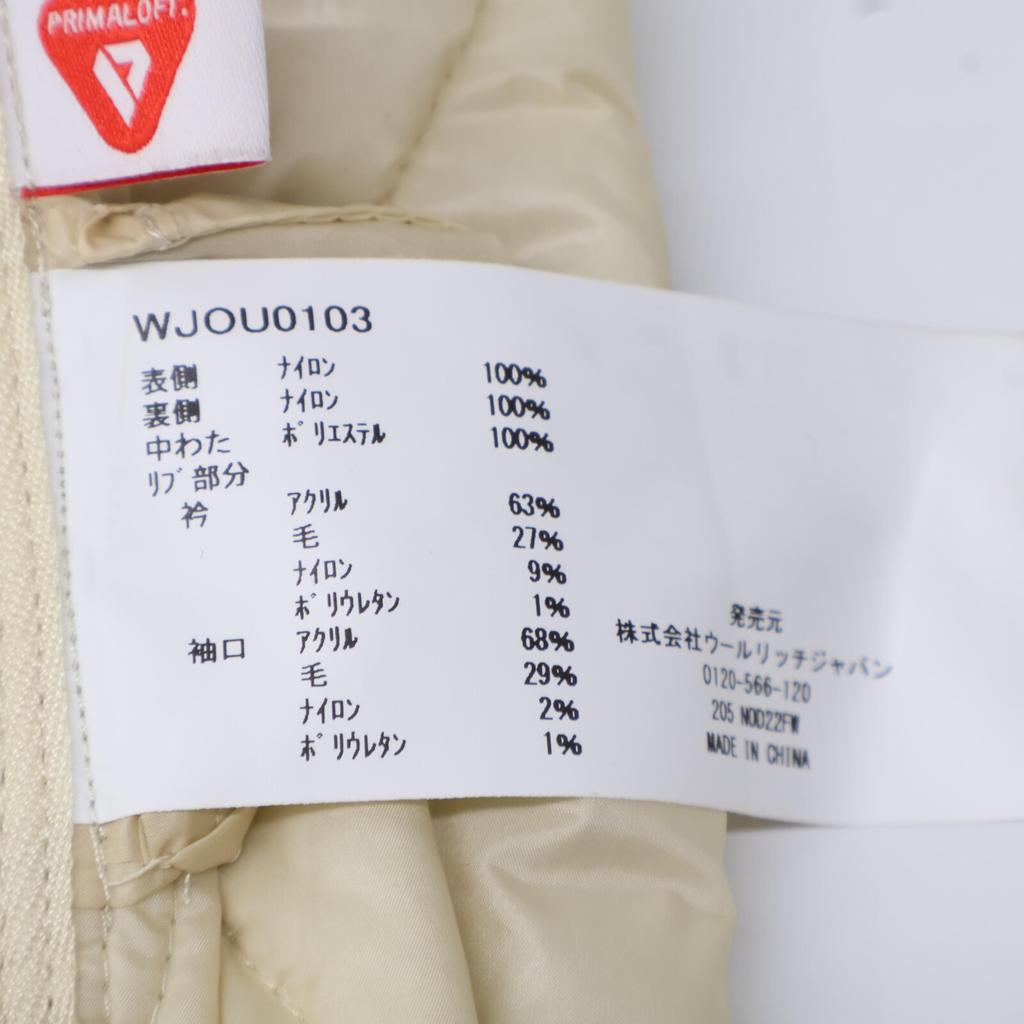 PRIMALOFT.
WJOU0103
表側 ナイロン 100%
裏側 ナイロン 100%
中わた ポリエステル 100%
リブ部分
衿 アクリル 63%
毛 27%
ナイロン 9%
ポリウレタン 1%
袖口 アクリル 68%
毛 29%
ナイロン 2%
ポリウレタン 1%
発売元
株式会社ウールリッチジャパン
0120-566-120
205 NOD22FW
MADE IN CHINA